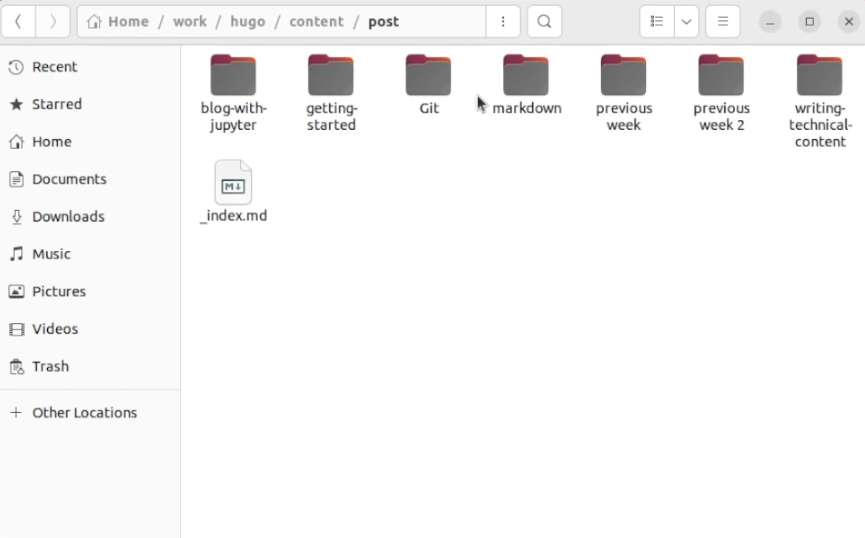 Home / work / hugo / content / post
Recent
Starred
Home
Documents
Downloads
Music
Pictures
Videos
Trash
Other Locations
blog-with-
jupyter
getting-
started
Git
markdown
previous
week
previous
week 2
writing-
technical-
content
M↓
_index.md